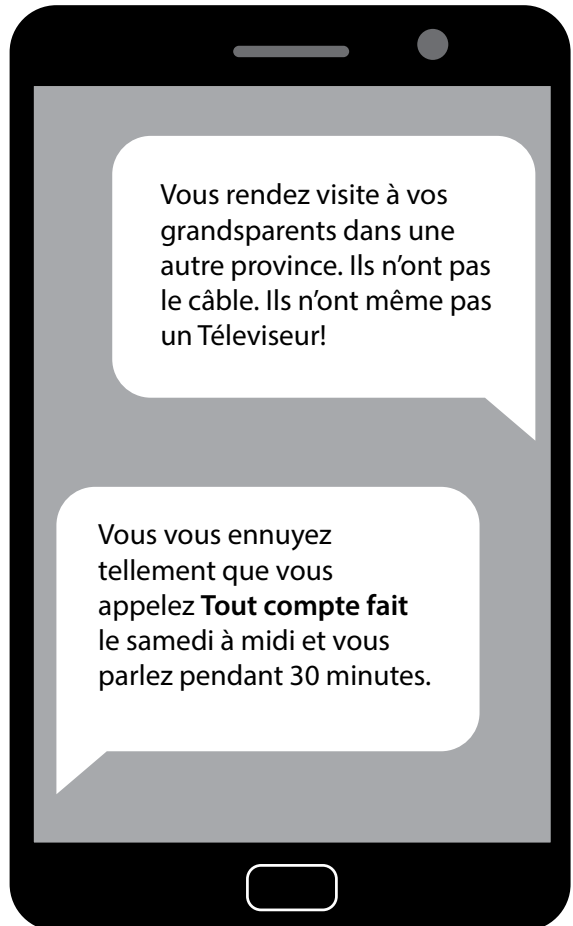 Vous rendez visite à vos
grandsparents dans une
autre province. Ils n'ont pas
le câble. Ils n'ont même pas
un Téleviseur!
Vous vous ennuyez
tellement que vous
appelez Tout compte fait
le samedi à midi et vous
parlez pendant 30 minutes.